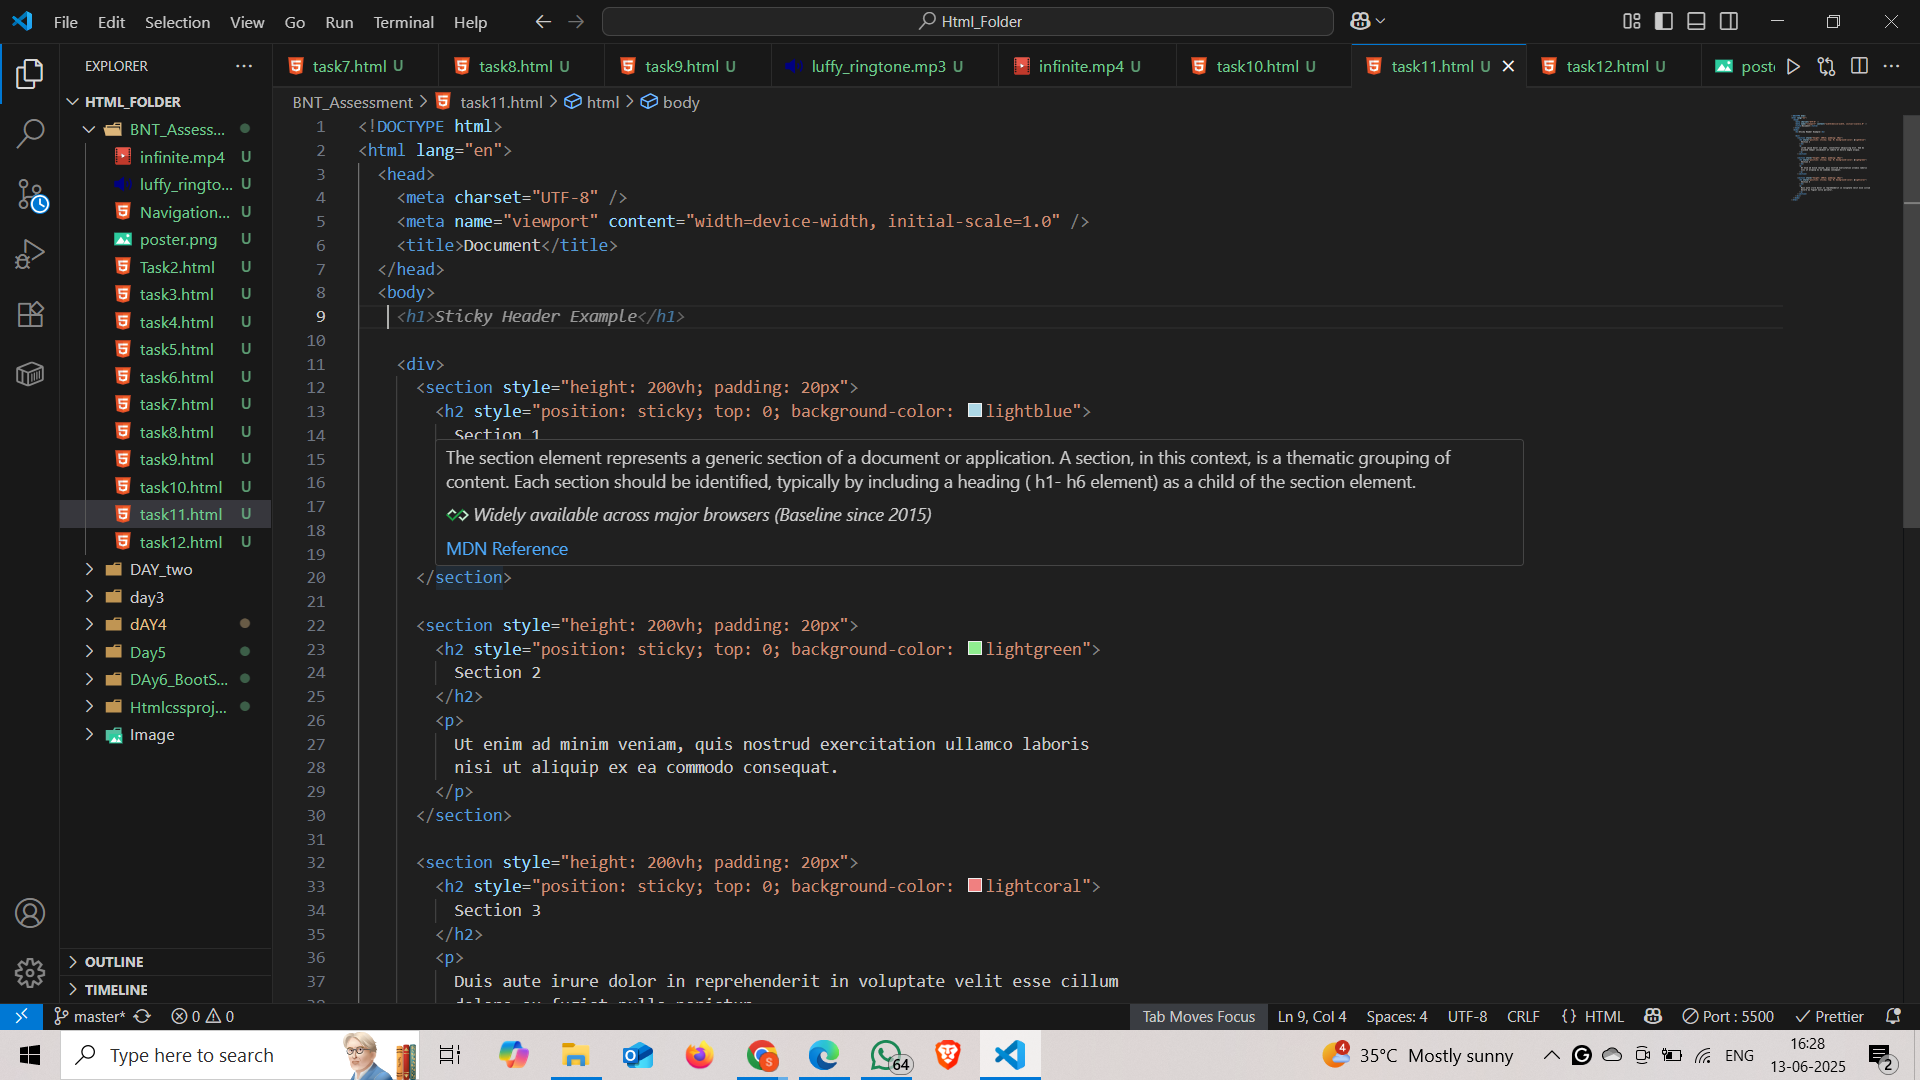 File Edit Selection View Go Run Terminal Help
Html_Folder
EXPLORER
task7.html U task8.html U task9.html U luffy_ringtone.mp3 U infinite.mp4 U task10.html U task11.html U task12.html U
HTML_FOLDER
BNT_Assess...
infinite.mp4 U
luffy_ringto... U
Navigation... U
poster.png U
Task2.html U
task3.html U
task4.html U
task5.html U
task6.html U
task7.html U
task8.html U
task9.html U
task10.html U
task11.html U
task12.html U
DAY_two
day3
dAY4
Day5
DAy6_BootS...
Htmlcssproj...
Image
OUTLINE
TIMELINE
BNT_Assessment > task11.html > html > body
1 <!DOCTYPE html>
2 <html lang="en">
3 <head>
4 <meta charset="UTF-8" />
5 <meta name="viewport" content="width=device-width, initial-scale=1.0" />
6 <title>Document</title>
7 </head>
8 <body>
9 <h1>Sticky Header Example</h1>
10
11 <div>
12 <section style="height: 200vh; padding: 20px">
13 <h2 style="position: sticky; top: 0; background-color: lightblue">
14 Section 1
15
16
17
18
19
The section element represents a generic section of a document or application. A section, in this context, is a thematic grouping of
content. Each section should be identified, typically by including a heading ( h1- h6 element) as a child of the section element.
Widely available across major browsers (Baseline since 2015)
MDN Reference
20 </section>
21
22 <section style="height: 200vh; padding: 20px">
23 <h2 style="position: sticky; top: 0; background-color: lightgreen">
24 Section 2
25 </h2>
26 <p>
27 Ut enim ad minim veniam, quis nostrud exercitation ullamco laboris
28 nisi ut aliquip ex ea commodo consequat.
29 </p>
30 </section>
31
32 <section style="height: 200vh; padding: 20px">
33 <h2 style="position: sticky; top: 0; background-color: lightcoral">
34 Section 3
35 </h2>
36 <p>
37 Duis aute irure dolor in reprehenderit in voluptate velit esse cillum
master* 0 0
Tab Moves Focus Ln 9, Col 4 Spaces: 4 UTF-8 CRLF {} HTML Port : 5500 Prettier
Type here to search
64
4
35°C Mostly sunny
ENG
16:28
13-06-2025
2